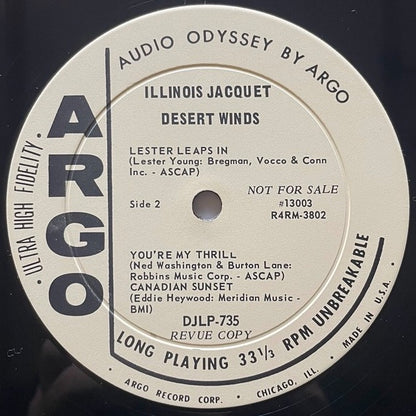 AUDIO ODYSSEY BY ARGO
ULTRA HIGH FIDELITY.
ARGO
ILLINOIS JACQUET
DESERT WINDS
LESTER LEAPS IN
(Lester Young: Bregman, Vocco & Conn
Inc. - ASCAP)
Side 2
NOT FOR SALE
#13003
R4RM-3802
YOU'RE MY THRILL
(Ned Washington & Burton Lane:
Robbins Music Corp. - ASCAP)
CANADIAN SUNSET
(Eddie Heywood: Meridian Music -
BMI)
DJLP-735
REVUE COPY
LONG PLAYING 33 1/3 RPM UNBREAKABLE
ARGO RECORD CORP. • CHICAGO, ILL. • MADE IN U.S.A.